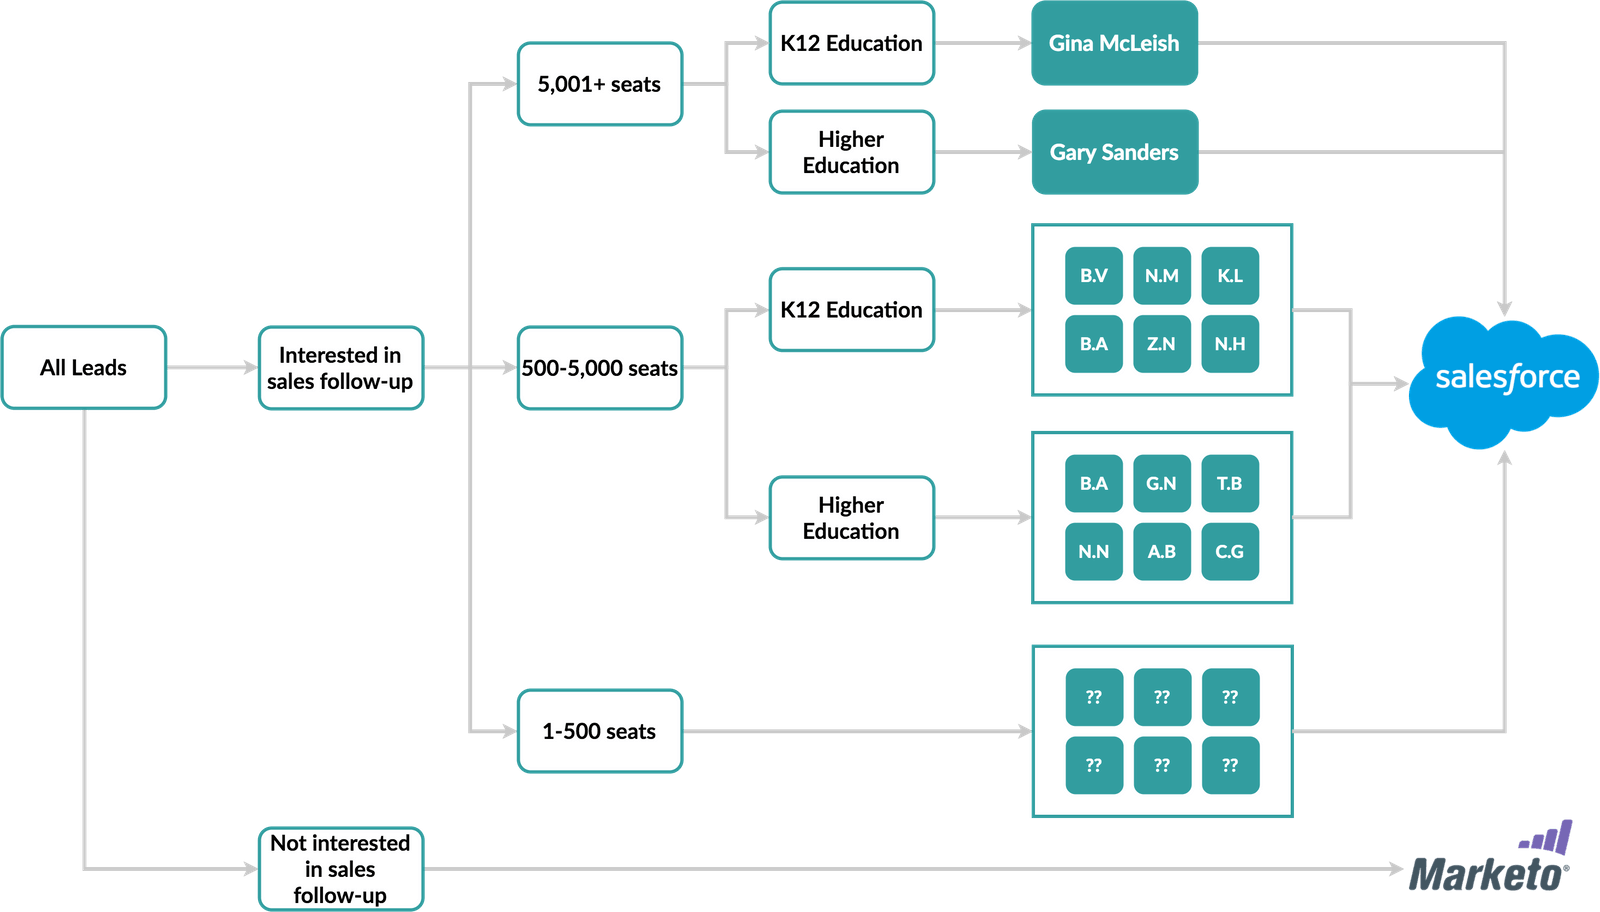 K12 Education
Gina McLeish
5,001+ seats
Higher
Education
Gary Sanders
All Leads
Interested in
sales follow-up
500-5,000 seats
K12 Education
B.V
N.M
K.L
B.A
Z.N
N.H
salesforce
Higher
Education
B.A
G.N
T.B
N.N
A.B
C.G
1-500 seats
??
??
??
??
??
??
Not interested
in sales
follow-up
Marketo®